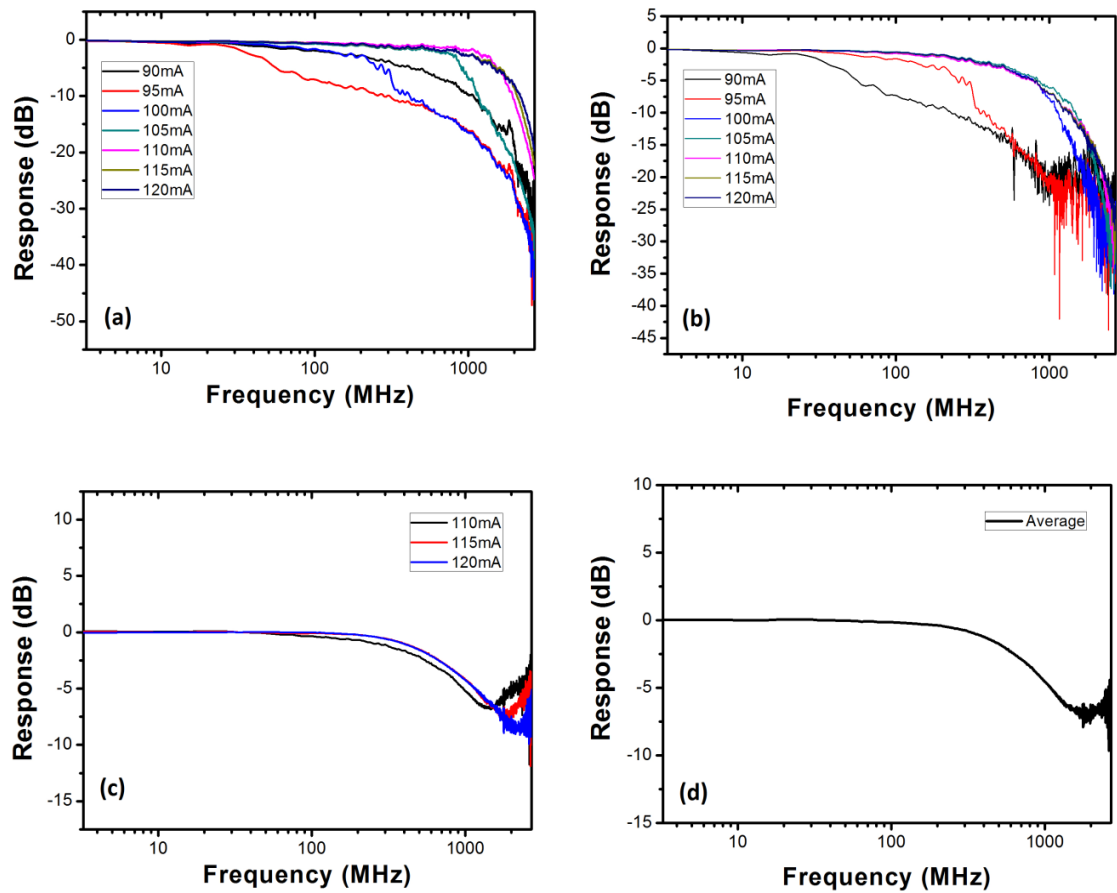 0
-10
-20
-30
-40
-50
Response (dB)
90mA
95mA
100mA
105mA
110mA
115mA
120mA
(a)
10
100
1000
Frequency (MHz)
5
0
-5
-10
-15
-20
-25
-30
-35
-40
-45
Response (dB)
90mA
95mA
100mA
105mA
110mA
115mA
120mA
(b)
10
100
1000
Frequency (MHz)
10
5
0
-5
-10
-15
Response (dB)
110mA
115mA
120mA
(c)
10
100
1000
Frequency (MHz)
10
5
0
-5
-10
-15
Response (dB)
Average
(d)
10
100
1000
Frequency (MHz)